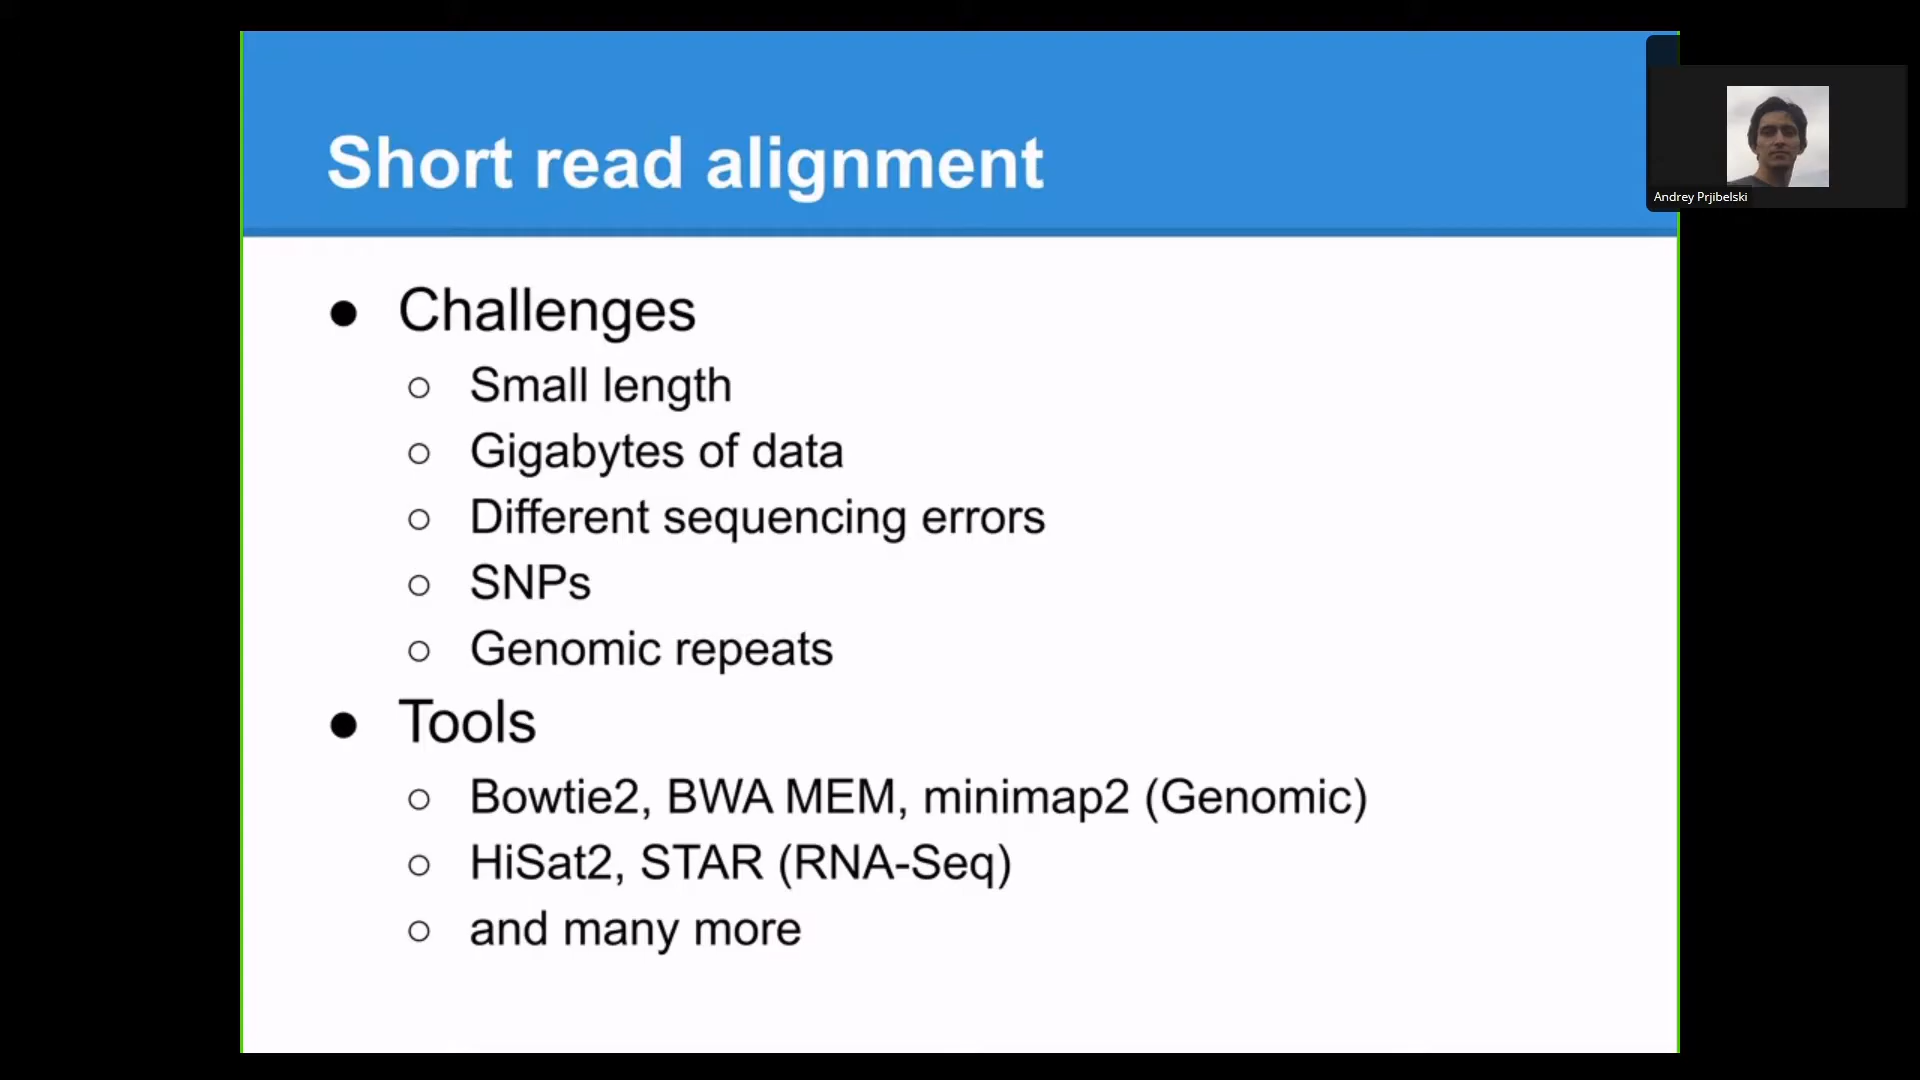 Short read alignment
Andrey Prjibelski
● Challenges
○ Small length
○ Gigabytes of data
○ Different sequencing errors
○ SNPs
○ Genomic repeats
● Tools
○ Bowtie2, BWA MEM, minimap2 (Genomic)
○ HiSat2, STAR (RNA-Seq)
○ and many more